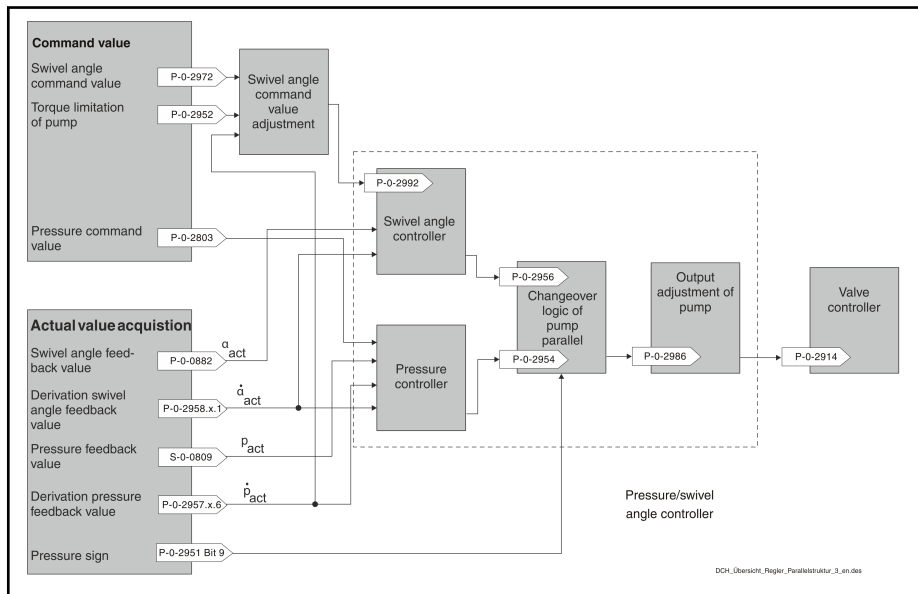 Command value
Swivel angle
command value
P-0-2972
Torque limitation
of pump
P-0-2952
Pressure command
value
P-0-2803
Swivel angle
command
value
adjustment
P-0-2992
Swivel angle
controller
Actual value acquistion
Swivel angle feed-
back value
P-0-0882
α act
Derivation swivel
angle feedback
value
P-0-2958.x.1
α̇ act
Pressure feedback
value
S-0-0809
p act
Derivation pressure
feedback value
P-0-2957.x.6
ṗ act
Pressure sign
P-0-2951 Bit 9
Pressure
controller
P-0-2956
Changeover
logic of
pump
parallel
P-0-2954
Output
adjustment of
pump
P-0-2986
Valve
controller
P-0-2914
Pressure/swivel
angle controller
DCH_Übersicht_Regler_Parallelstruktur_3_en.des